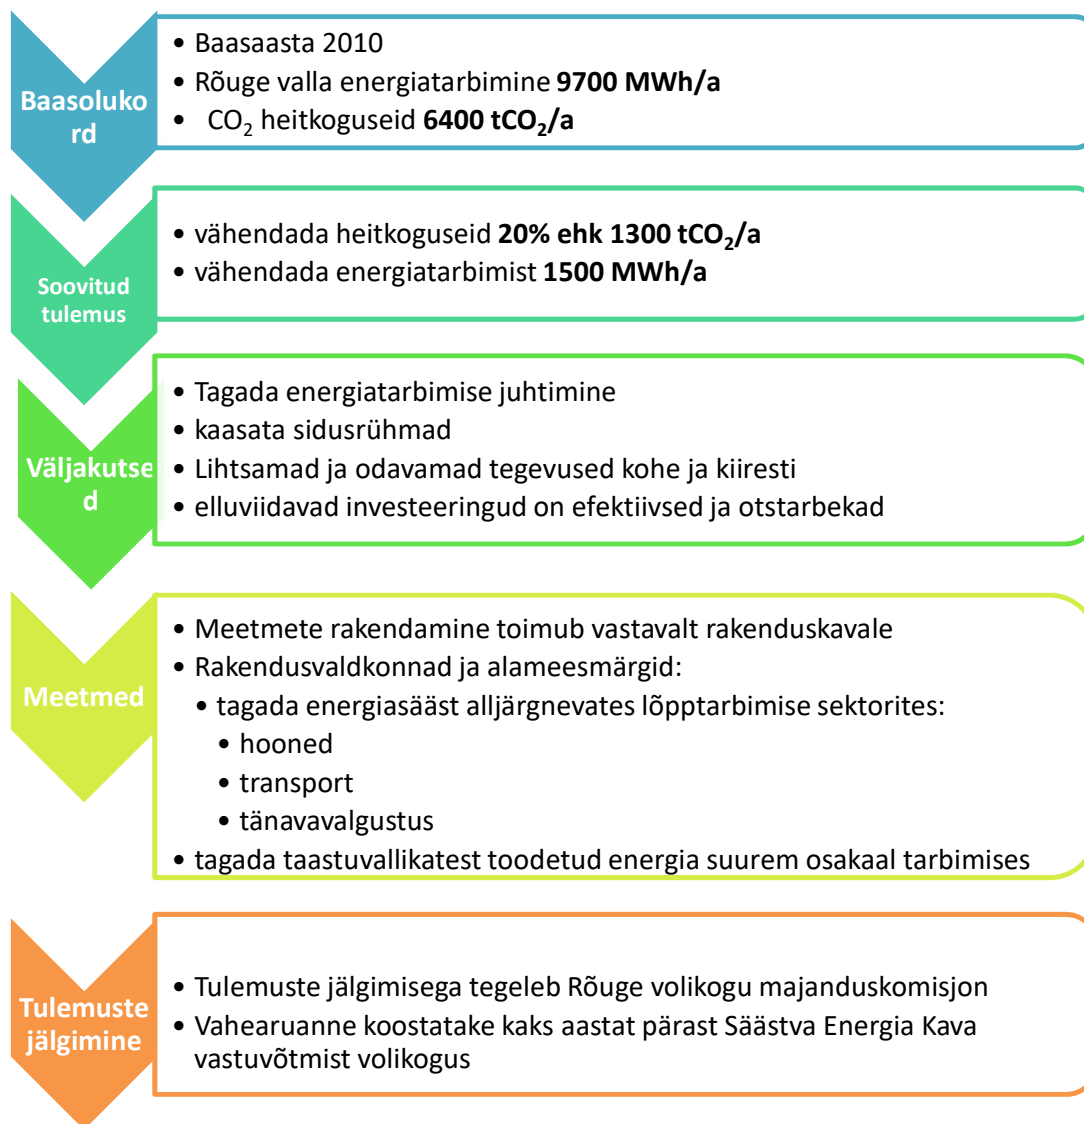 Baasoluko
rd
• Baasaasta 2010
• Rõuge valla energiatarbimine 9700 MWh/a
• CO₂ heitkoguseid 6400 tCO₂/a
Soovitud
tulemus
• vähendada heitkoguseid 20% ehk 1300 tCO₂/a
• vähendada energiatarbimist 1500 MWh/a
Väljakutse
d
• Tagada energiatarbimise juhtimine
• kaasata sidusrühmad
• Lihtsamad ja odavamad tegevused kohe ja kiiresti
• elluviidavad investeeringud on efektiivsed ja otstarbekad
Meetmed
• Meetmete rakendamine toimub vastavalt rakenduskavale
• Rakendusvaldkonnad ja alameesmärgid:
• tagada energiasääst alljärgnevates lõpptarbimise sektorites:
• hooned
• transport
• tänavavalgustus
• tagada taastuvallikatest toodetud energia suurem osakaal tarbimises
Tulemuste
jälgimine
• Tulemuste jälgimisega tegeleb Rõuge volikogu majanduskomisjon
• Vahearuanne koostatake kaks aastat pärast Säästva Energia Kava
vastuvõtmist volikogus